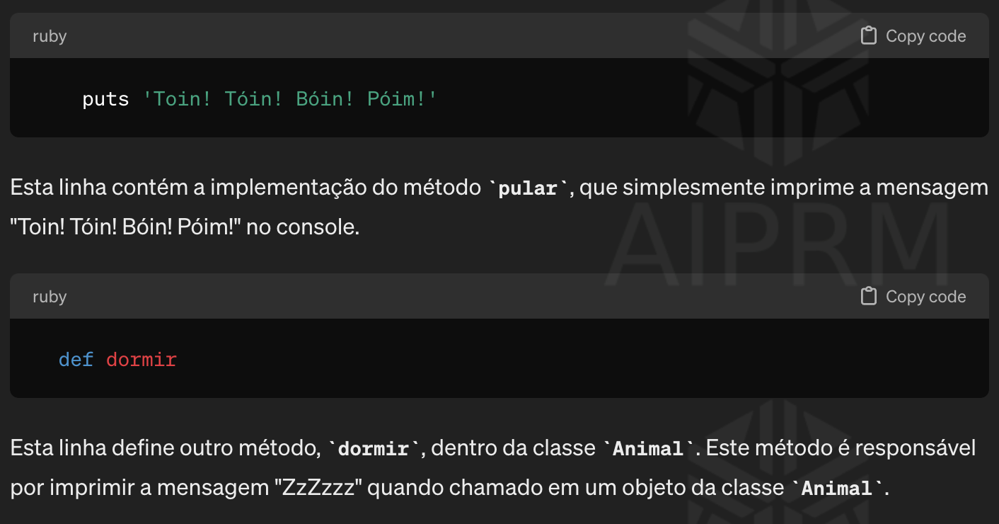 ruby Copy code
puts 'Toin! Tóin! Bóin! Póim!'
Esta linha contém a implementação do método `pular`, que simplesmente imprime a mensagem
"Toin! Tóin! Bóin! Póim!" no console.
AIPRM
ruby Copy code
def dormir
Esta linha define outro método, `dormir`, dentro da classe `Animal`. Este método é responsável
por imprimir a mensagem "ZzZzzz" quando chamado em um objeto da classe `Animal`.